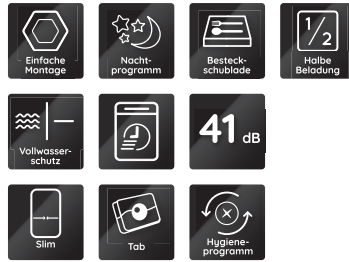 Einfache
Montage
Nacht-
programm
Besteck-
schublade
1/2
Halbe
Beladung
Vollwasser-
schutz
41 dB
Slim
Tab
Hygiene-
programm